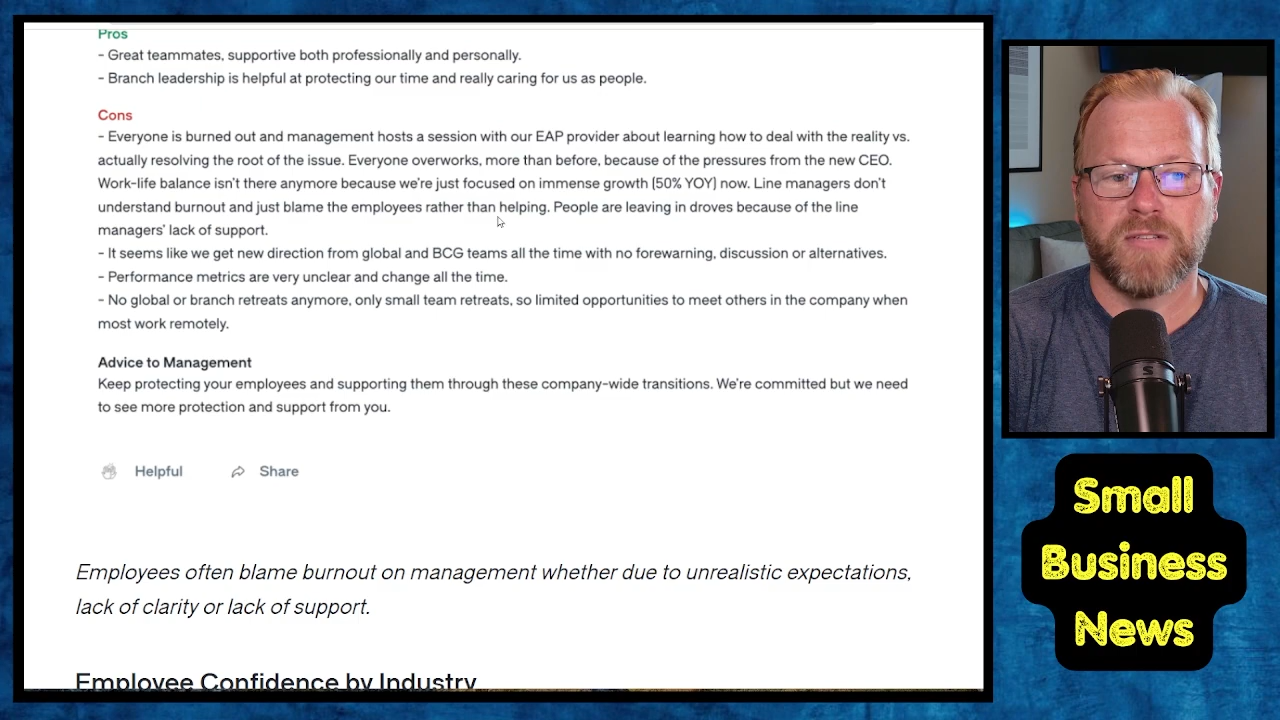 Pros
- Great teammates, supportive both professionally and personally.
- Branch leadership is helpful at protecting our time and really caring for us as people.
Cons
- Everyone is burned out and management hosts a session with our EAP provider about learning how to deal with the reality vs.
actually resolving the root of the issue. Everyone overworks, more than before, because of the pressures from the new CEO.
Work-life balance isn't there anymore because we're just focused on immense growth (50% YOY) now. Line managers don't
understand burnout and just blame the employees rather than helping. People are leaving in droves because of the line
managers' lack of support.
- It seems like we get new direction from global and BCG teams all the time with no forewarning, discussion or alternatives.
- Performance metrics are very unclear and change all the time.
- No global or branch retreats anymore, only small team retreats, so limited opportunities to meet others in the company when
most work remotely.
Advice to Management
Keep protecting your employees and supporting them through these company-wide transitions. We're committed but we need
to see more protection and support from you.
Helpful Share
Employees often blame burnout on management whether due to unrealistic expectations,
lack of clarity or lack of support.
Employee Confidence by Industry
Small
Business
News